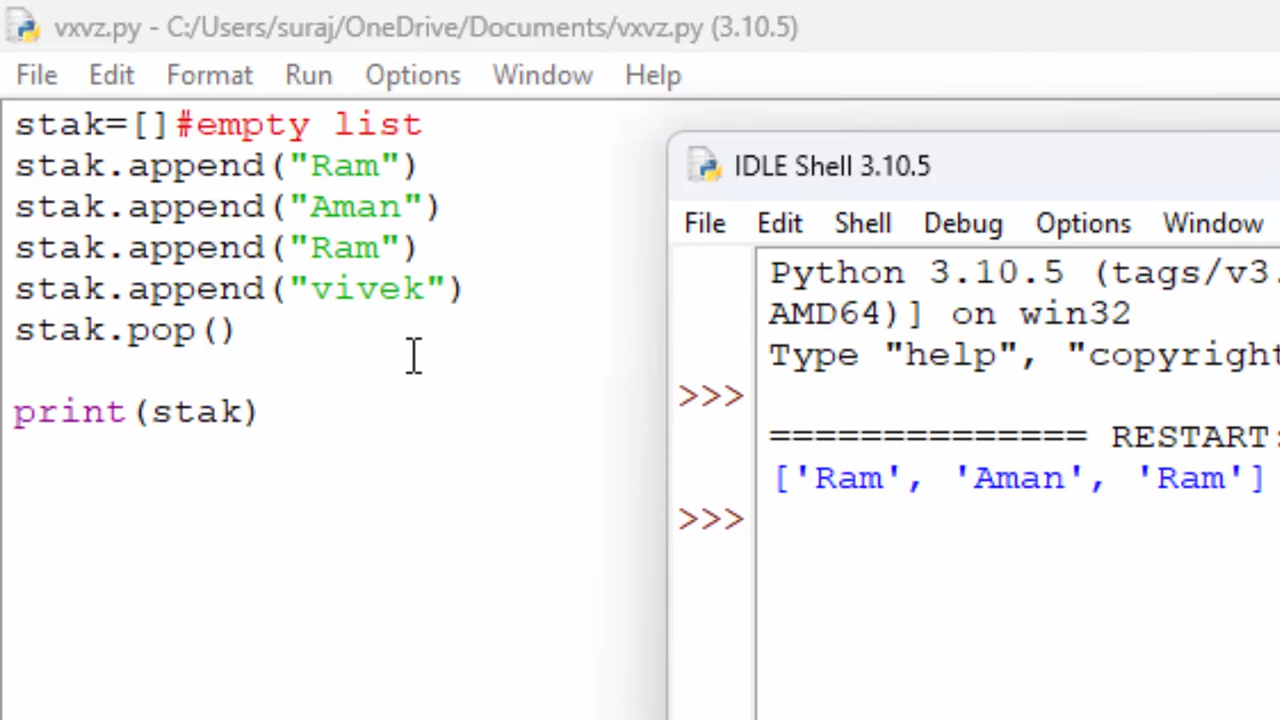 vxvz.py - C:/Users/suraj/OneDrive/Documents/vxvz.py (3.10.5)
File Edit Format Run Options Window Help
stak=[]#empty list
stak.append("Ram")
stak.append("Aman")
stak.append("Ram")
stak.append("vivek")
stak.pop()
print(stak)
IDLE Shell 3.10.5
File Edit Shell Debug Options Window
Python 3.10.5 (tags/v3.
AMD64)] on win32
Type "help", "copyright
>>>
============== RESTART:
['Ram', 'Aman', 'Ram']
>>>